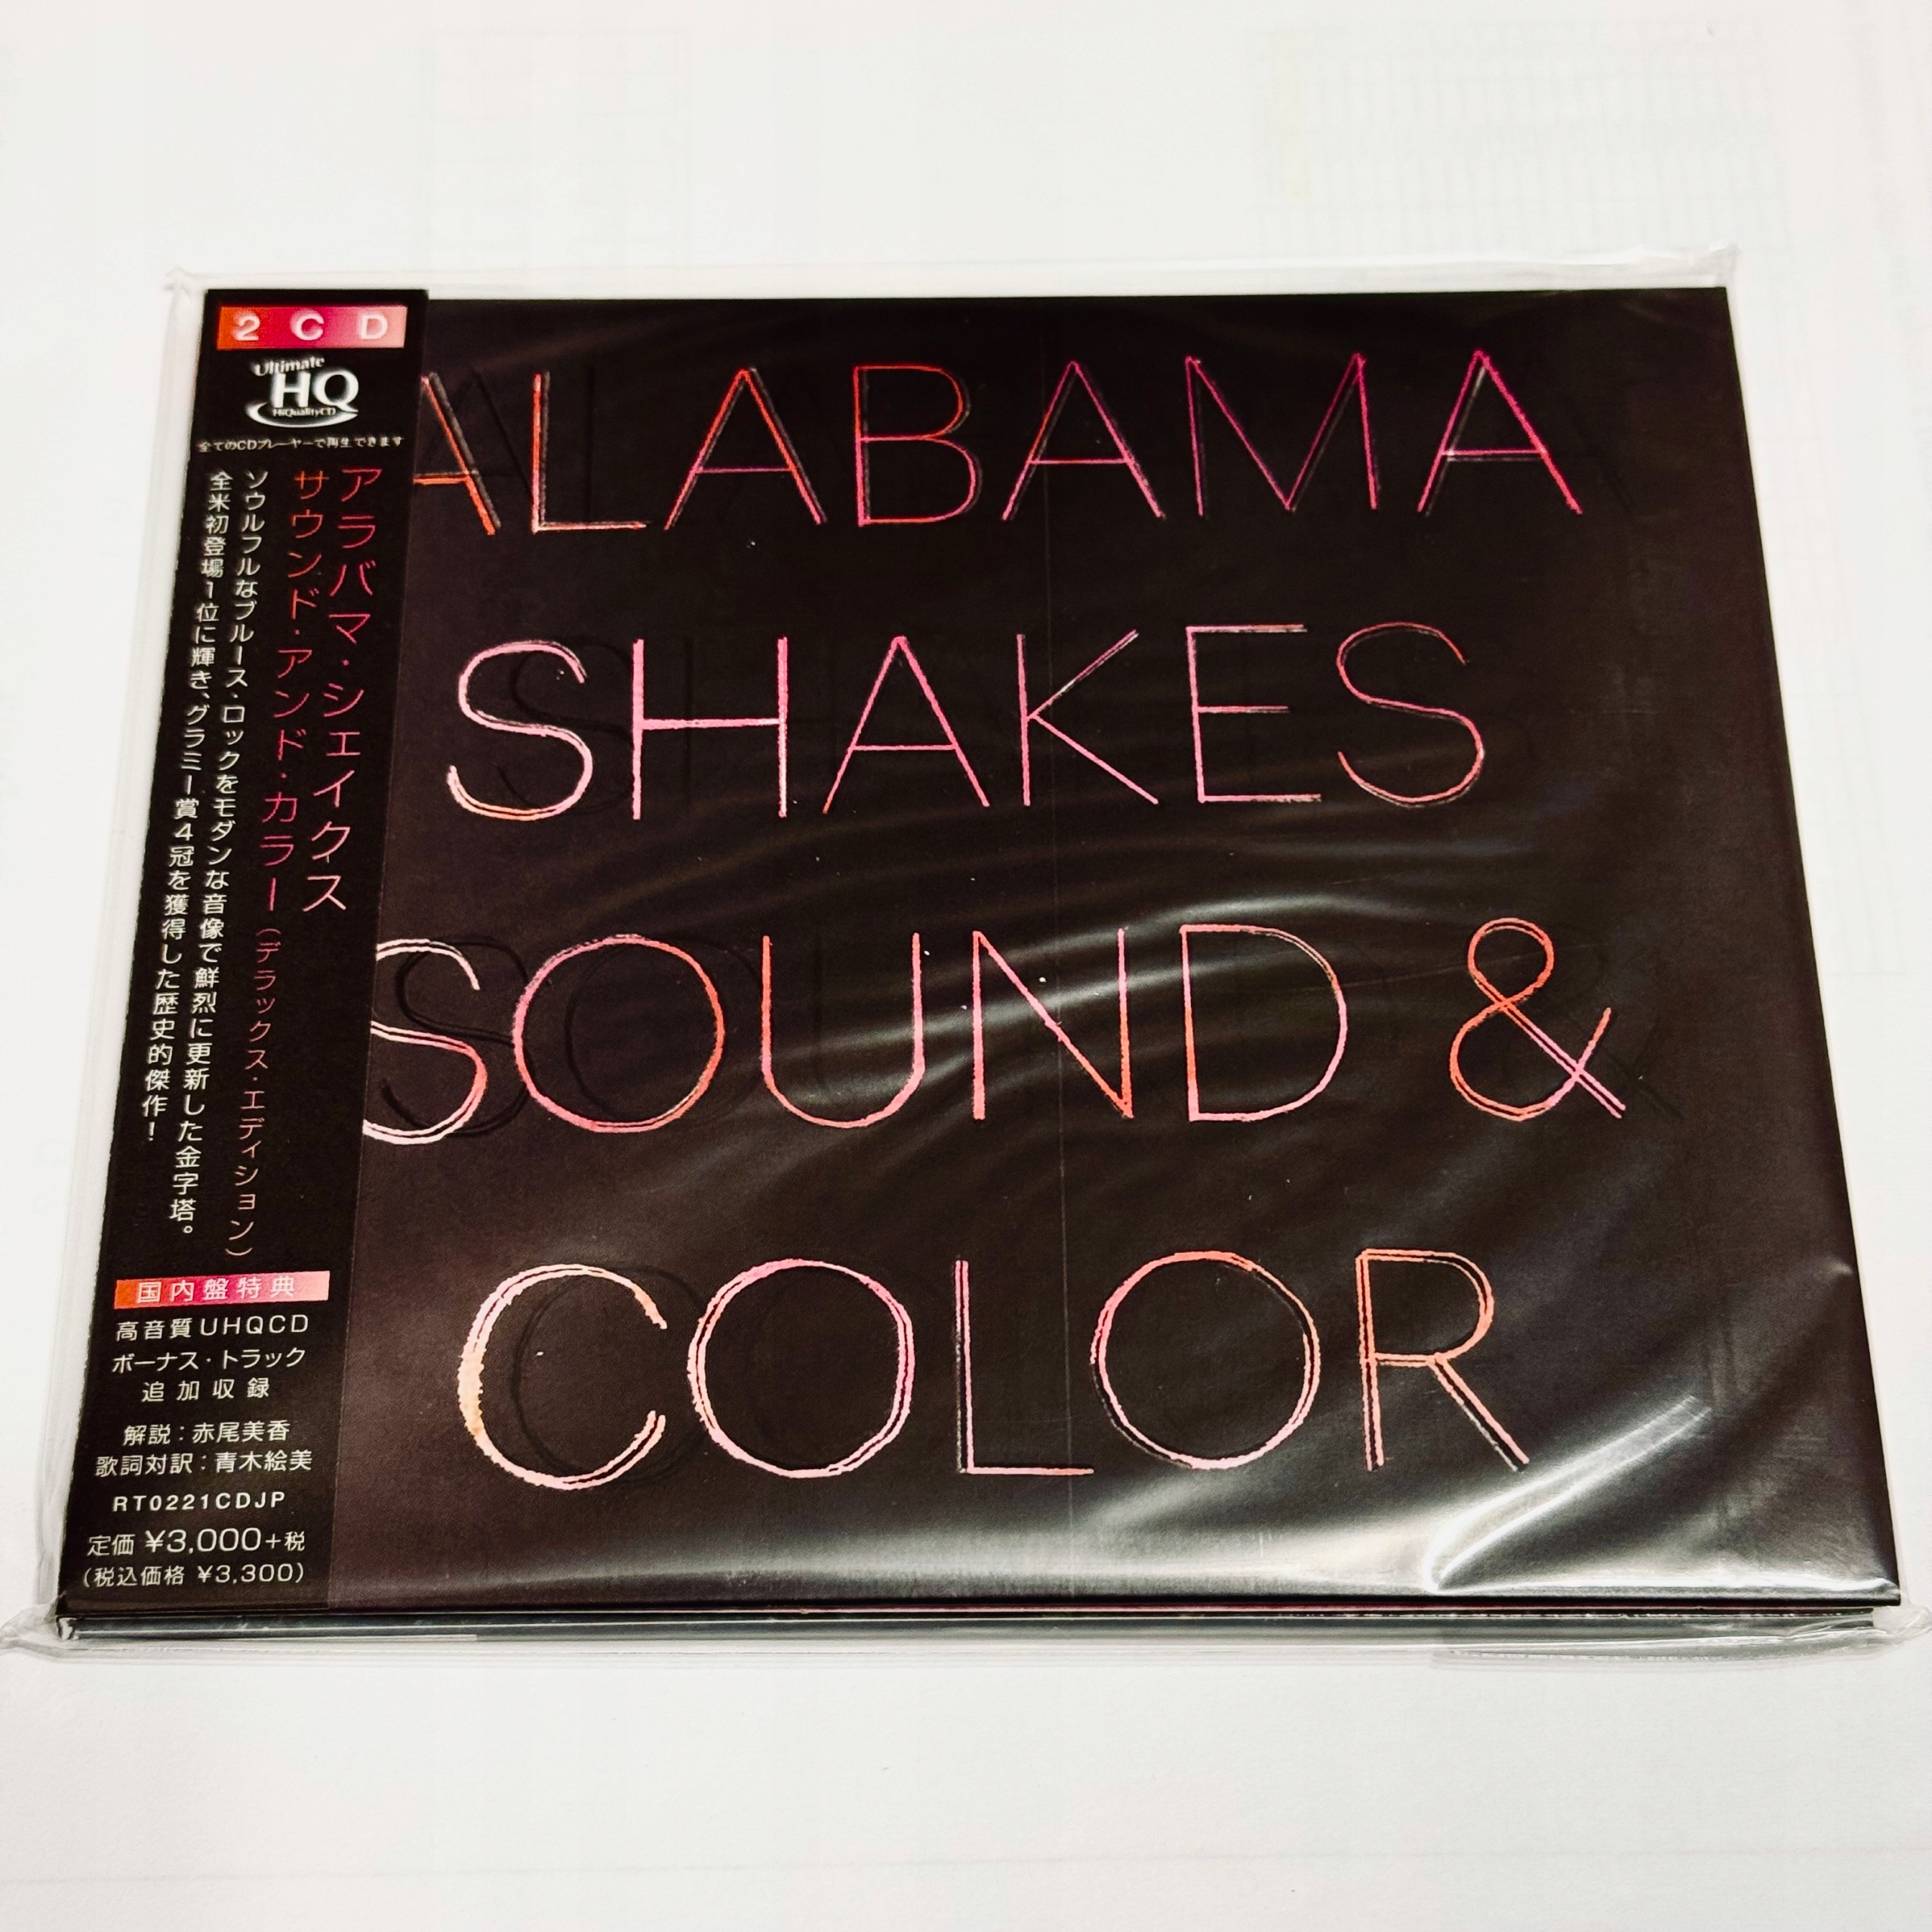 2CD
Ultimate
HQ
HiQualityCD
全てのCDプレーヤーで再生できます
アラバマ・シェイクス
サウンド・アンド・カラー(デラックス・エディション)
ソウルフルなブルース・ロックをモダンな音像で鮮烈に更新した金字塔。
全米初登場1位に輝き、グラミー賞4冠を獲得した歴史的傑作!
国内盤特典
高音質UHQCD
ボーナス・トラック
追加収録
解説:赤尾美香
歌詞対訳:青木絵美
RT0221CDJP
定価 ¥3,000+税
(税込価格 ¥3,300)
ALABAMA
SHAKES
SOUND &
COLOR